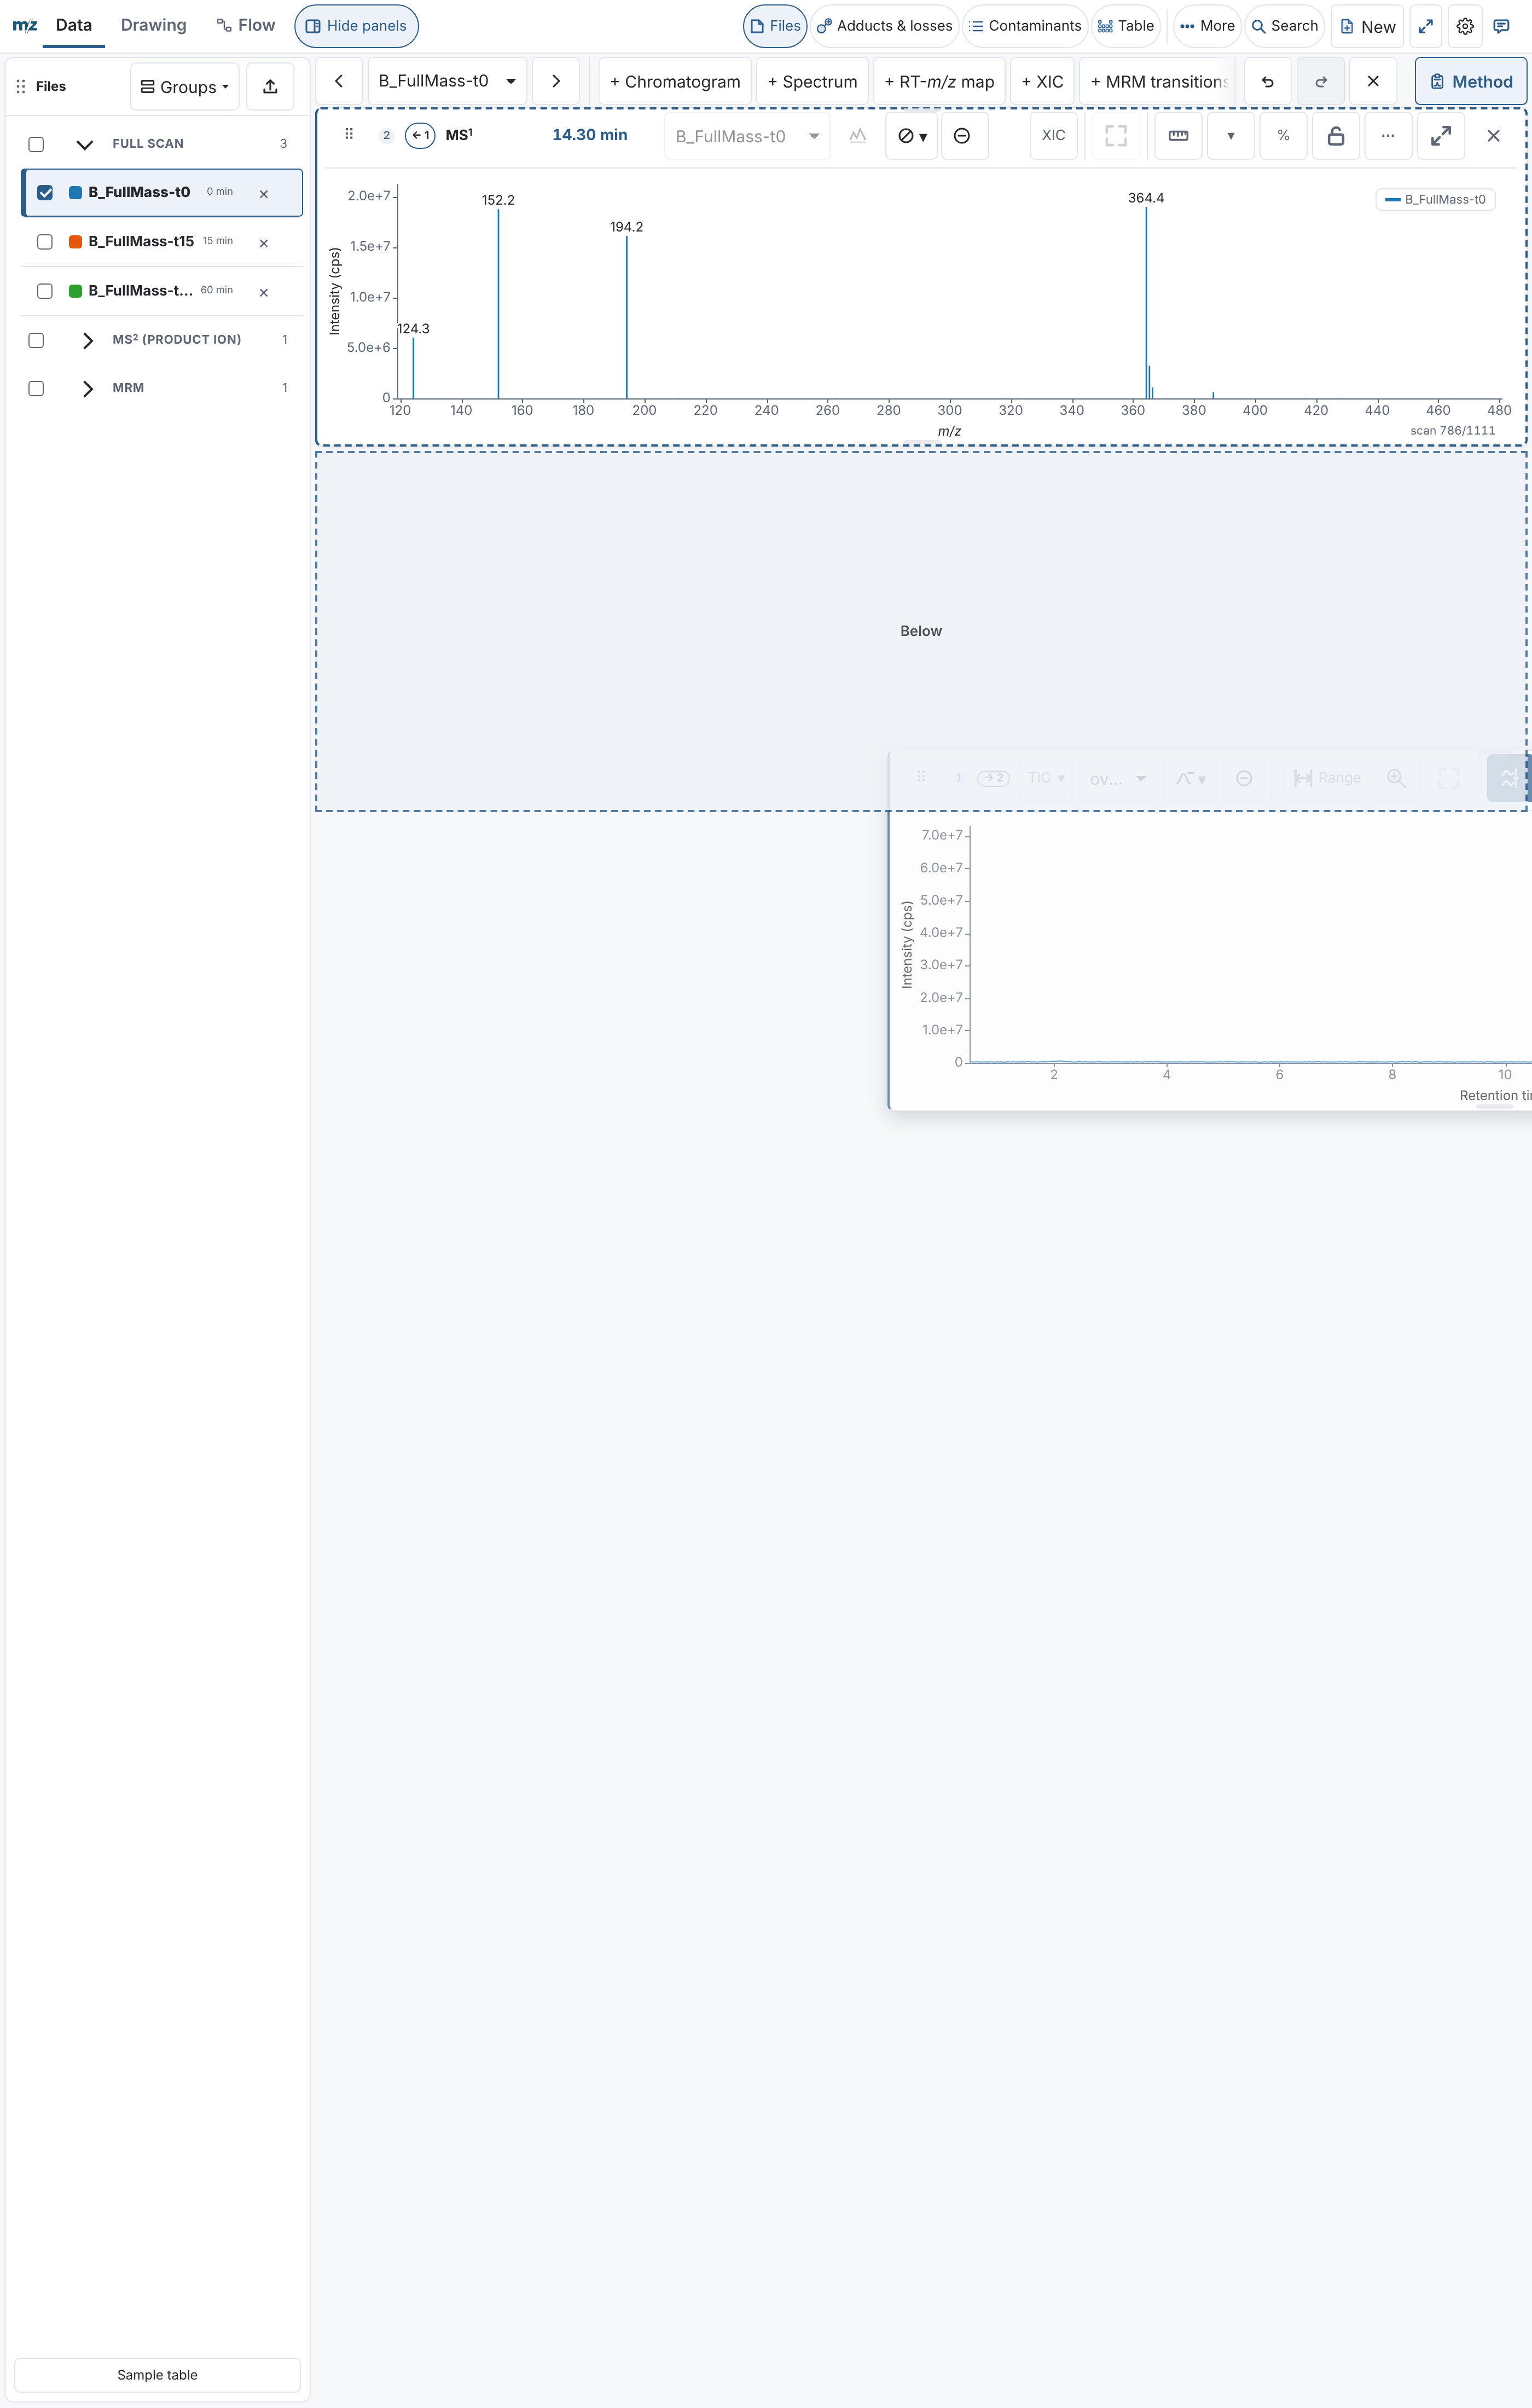 mz Data Drawing Flow Hide panels Files Adducts & losses Contaminants Table More Search New
Files Groups
FULL SCAN 3
B_FullMass-t0 0 min
B_FullMass-t15 15 min
B_FullMass-t... 60 min
MS² (PRODUCT ION) 1
MRM 1
Sample table
B_FullMass-t0 + Chromatogram + Spectrum + RT-m/z map + XIC + MRM transitions Method
2 ←1 MS¹ 14.30 min B_FullMass-t0 XIC % ...
B_FullMass-t0
Intensity (cps)
2.0e+7
1.5e+7
1.0e+7
5.0e+6
0
124.3
152.2
194.2
364.4
120 140 160 180 200 220 240 260 280 300 320 340 360 380 400 420 440 460 480
m/z
scan 786/1111
Below
1 →2 TIC ov... Range
Intensity (cps)
7.0e+7
6.0e+7
5.0e+7
4.0e+7
3.0e+7
2.0e+7
1.0e+7
0
2 4 6 8 10
Retention